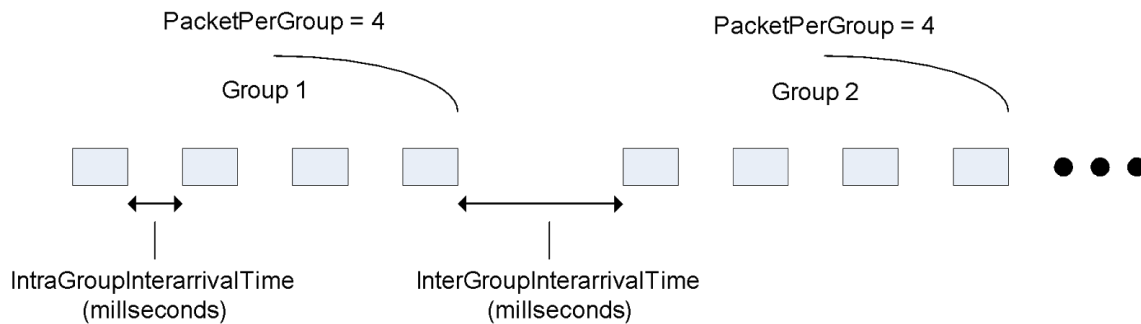 PacketPerGroup = 4
PacketPerGroup = 4
Group 1
Group 2
IntraGroupInterarrivalTime
(millseconds)
InterGroupInterarrivalTime
(millseconds)